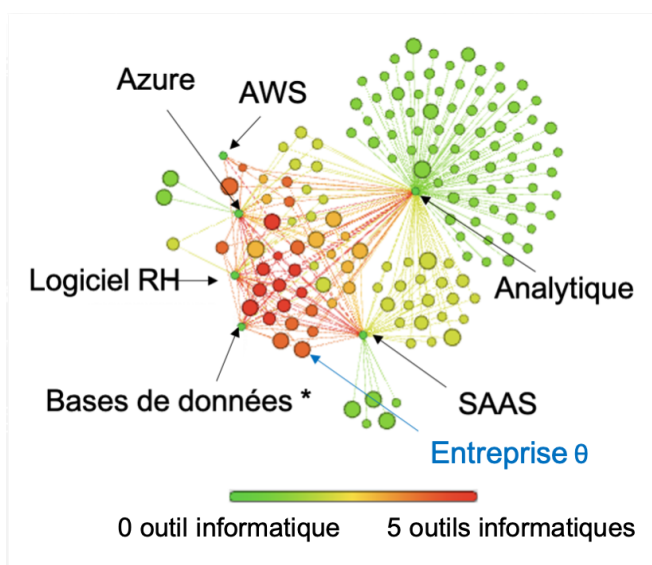 Azure
AWS
Logiciel RH
Analytique
Bases de données *
SAAS
Entreprise θ
0 outil informatique
5 outils informatiques